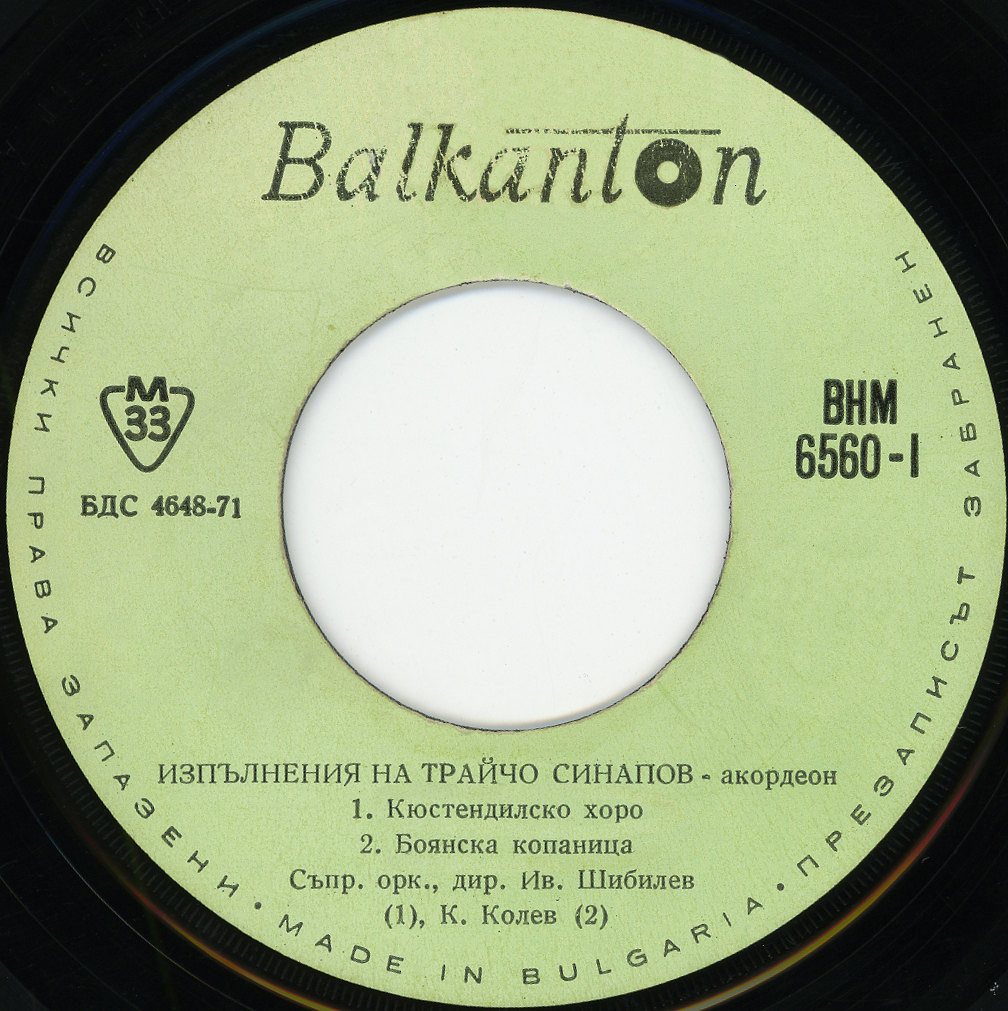 Balkanton
ВСИЧКИ ПРАВА ЗАПАЗЕНИ • MADE IN BULGARIA • ПРЕЗАПИСЪТ ЗАБРАНЕН
М
33
БДС 4648-71
ВНМ
6560-I
ИЗПЪЛНЕНИЯ НА ТРАЙЧО СИНАПОВ - акордеон
1. Кюстендилско хоро
2. Боянска копаница
Съпр. орк., дир. Ив. Шибилев
(1), К. Колев (2)